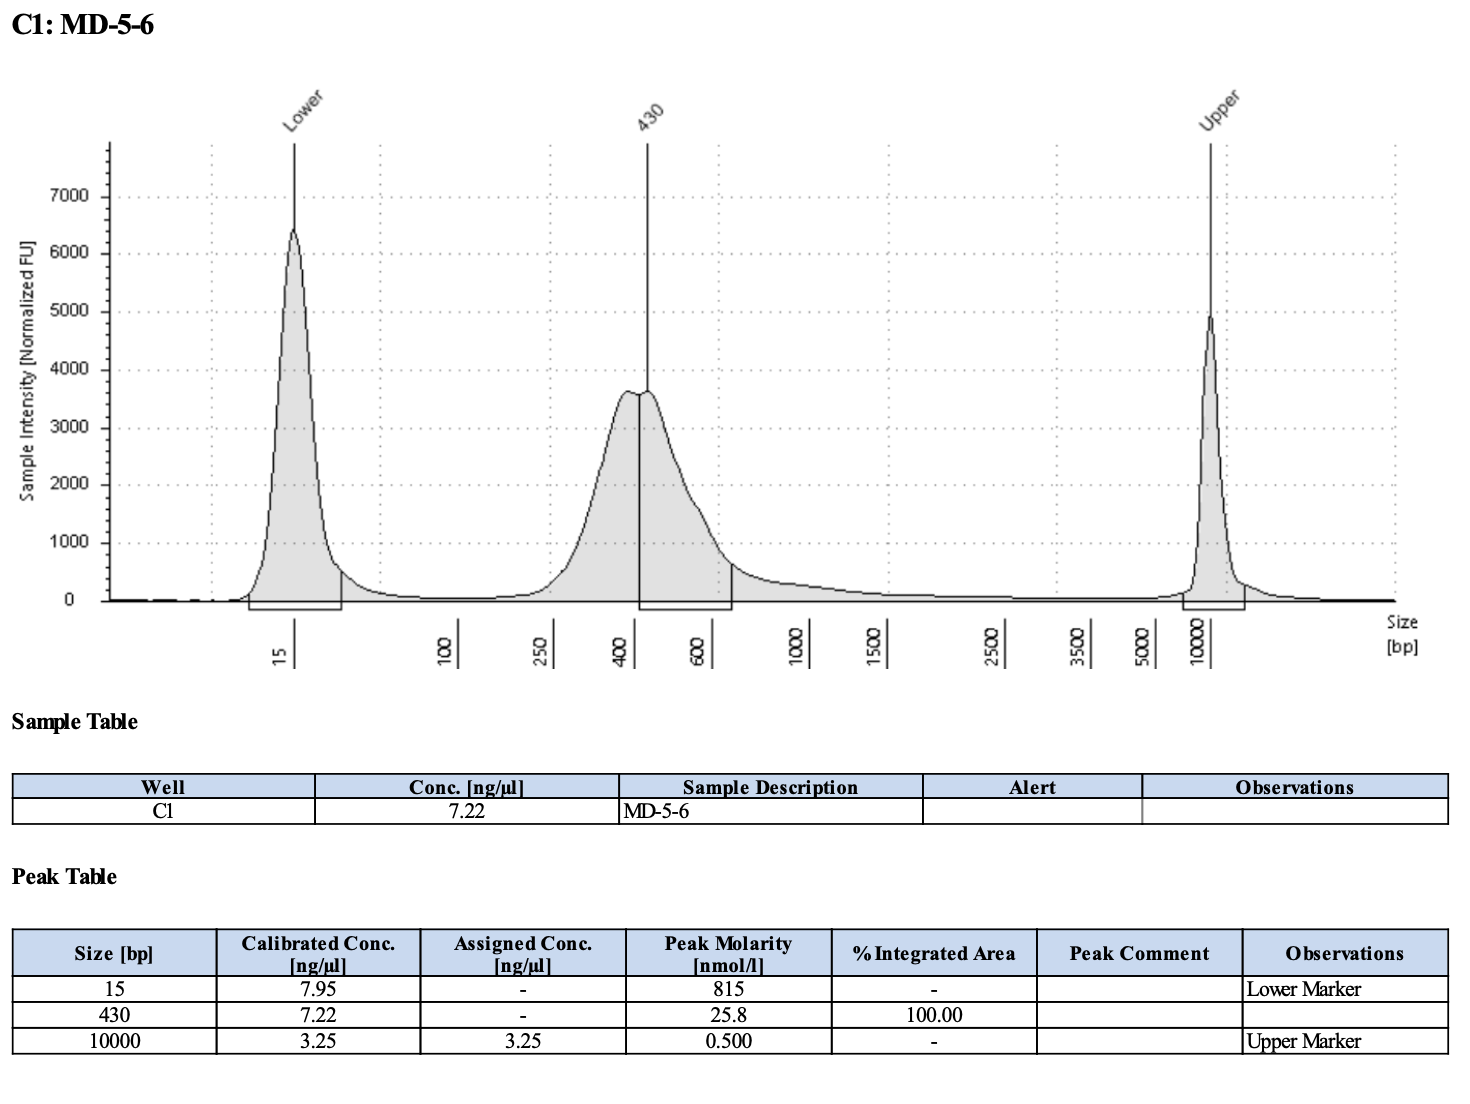 C1: MD-5-6
Lower
430
Upper
7000
6000
5000
4000
3000
2000
1000
0
Sample Intensity [Normalized FU]
15
100
250
400
600
1000
1500
2500
3500
5000
10000
Size
[bp]
Sample Table
Well Conc. [ng/µl] Sample Description Alert Observations
C1 7.22 MD-5-6
Peak Table
Size [bp] Calibrated Conc. [ng/µl] Assigned Conc. [ng/µl] Peak Molarity [nmol/l] % Integrated Area Peak Comment Observations
15 7.95 - 815 - Lower Marker
430 7.22 - 25.8 100.00
10000 3.25 3.25 0.500 - Upper Marker